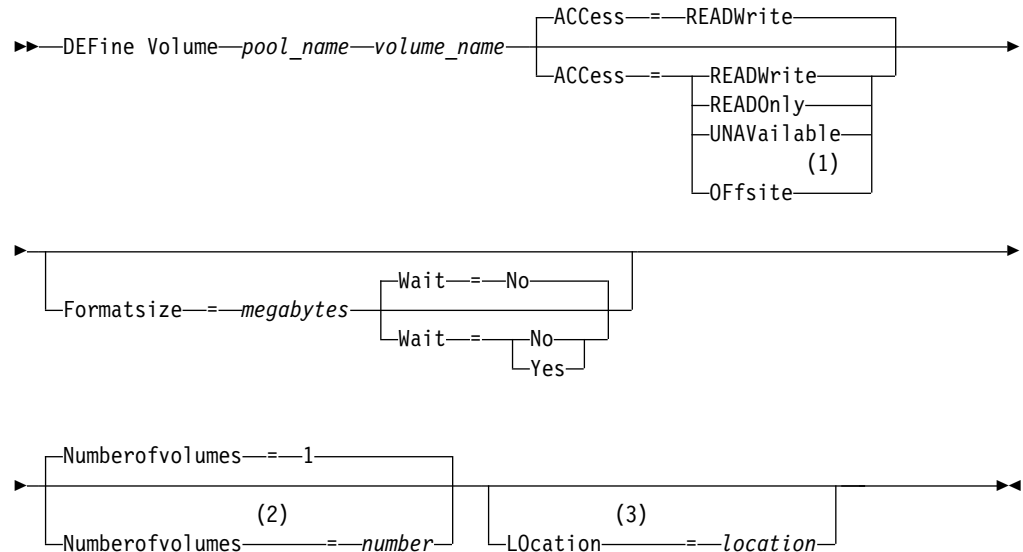 ACCess = READWrite
DEFine Volume pool_name volume_name
ACCess = READWrite
READOnly
UNAVailable
(1)
OFfsite
Wait = No
Formatsize = megabytes
Wait = No
Yes
Numberofvolumes = 1
(2) (3)
Numberofvolumes = number LOcation = location